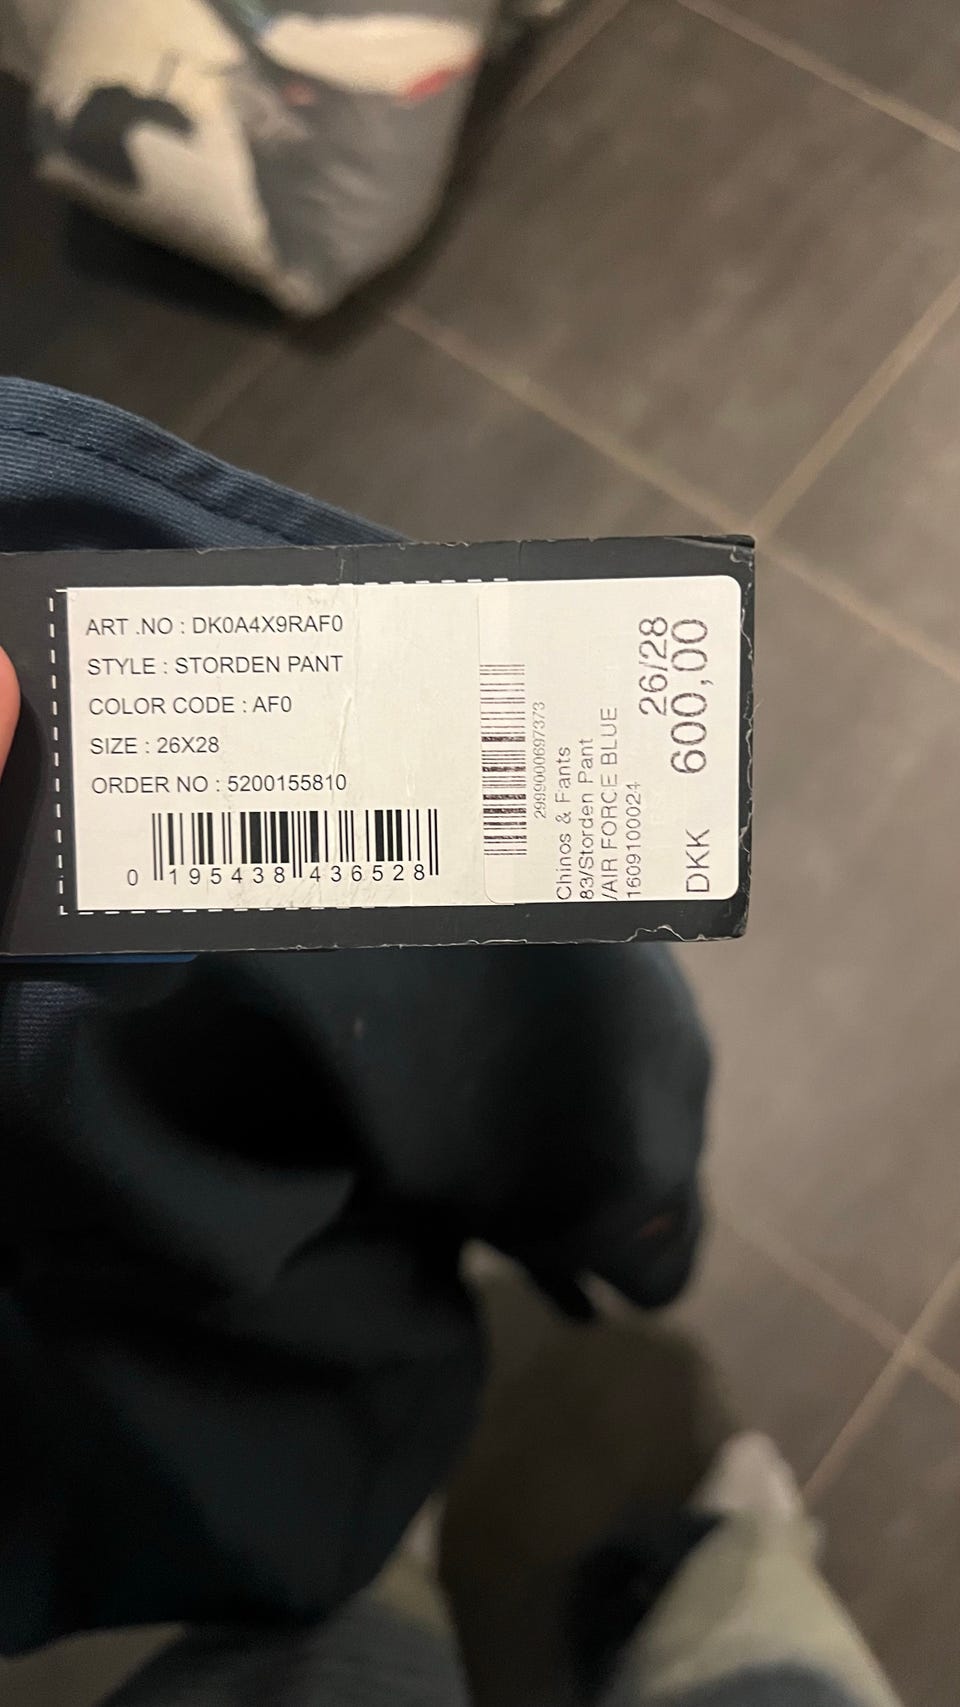 ART .NO : DK0A4X9RAF0
STYLE : STORDEN PANT
COLOR CODE : AF0
SIZE : 26X28
ORDER NO : 5200155810
0 195438 436528
2999000697373
Chinos & Pants
83/Storden Pant
/AIR FORCE BLUE
1609100024
26/28
DKK 600,00